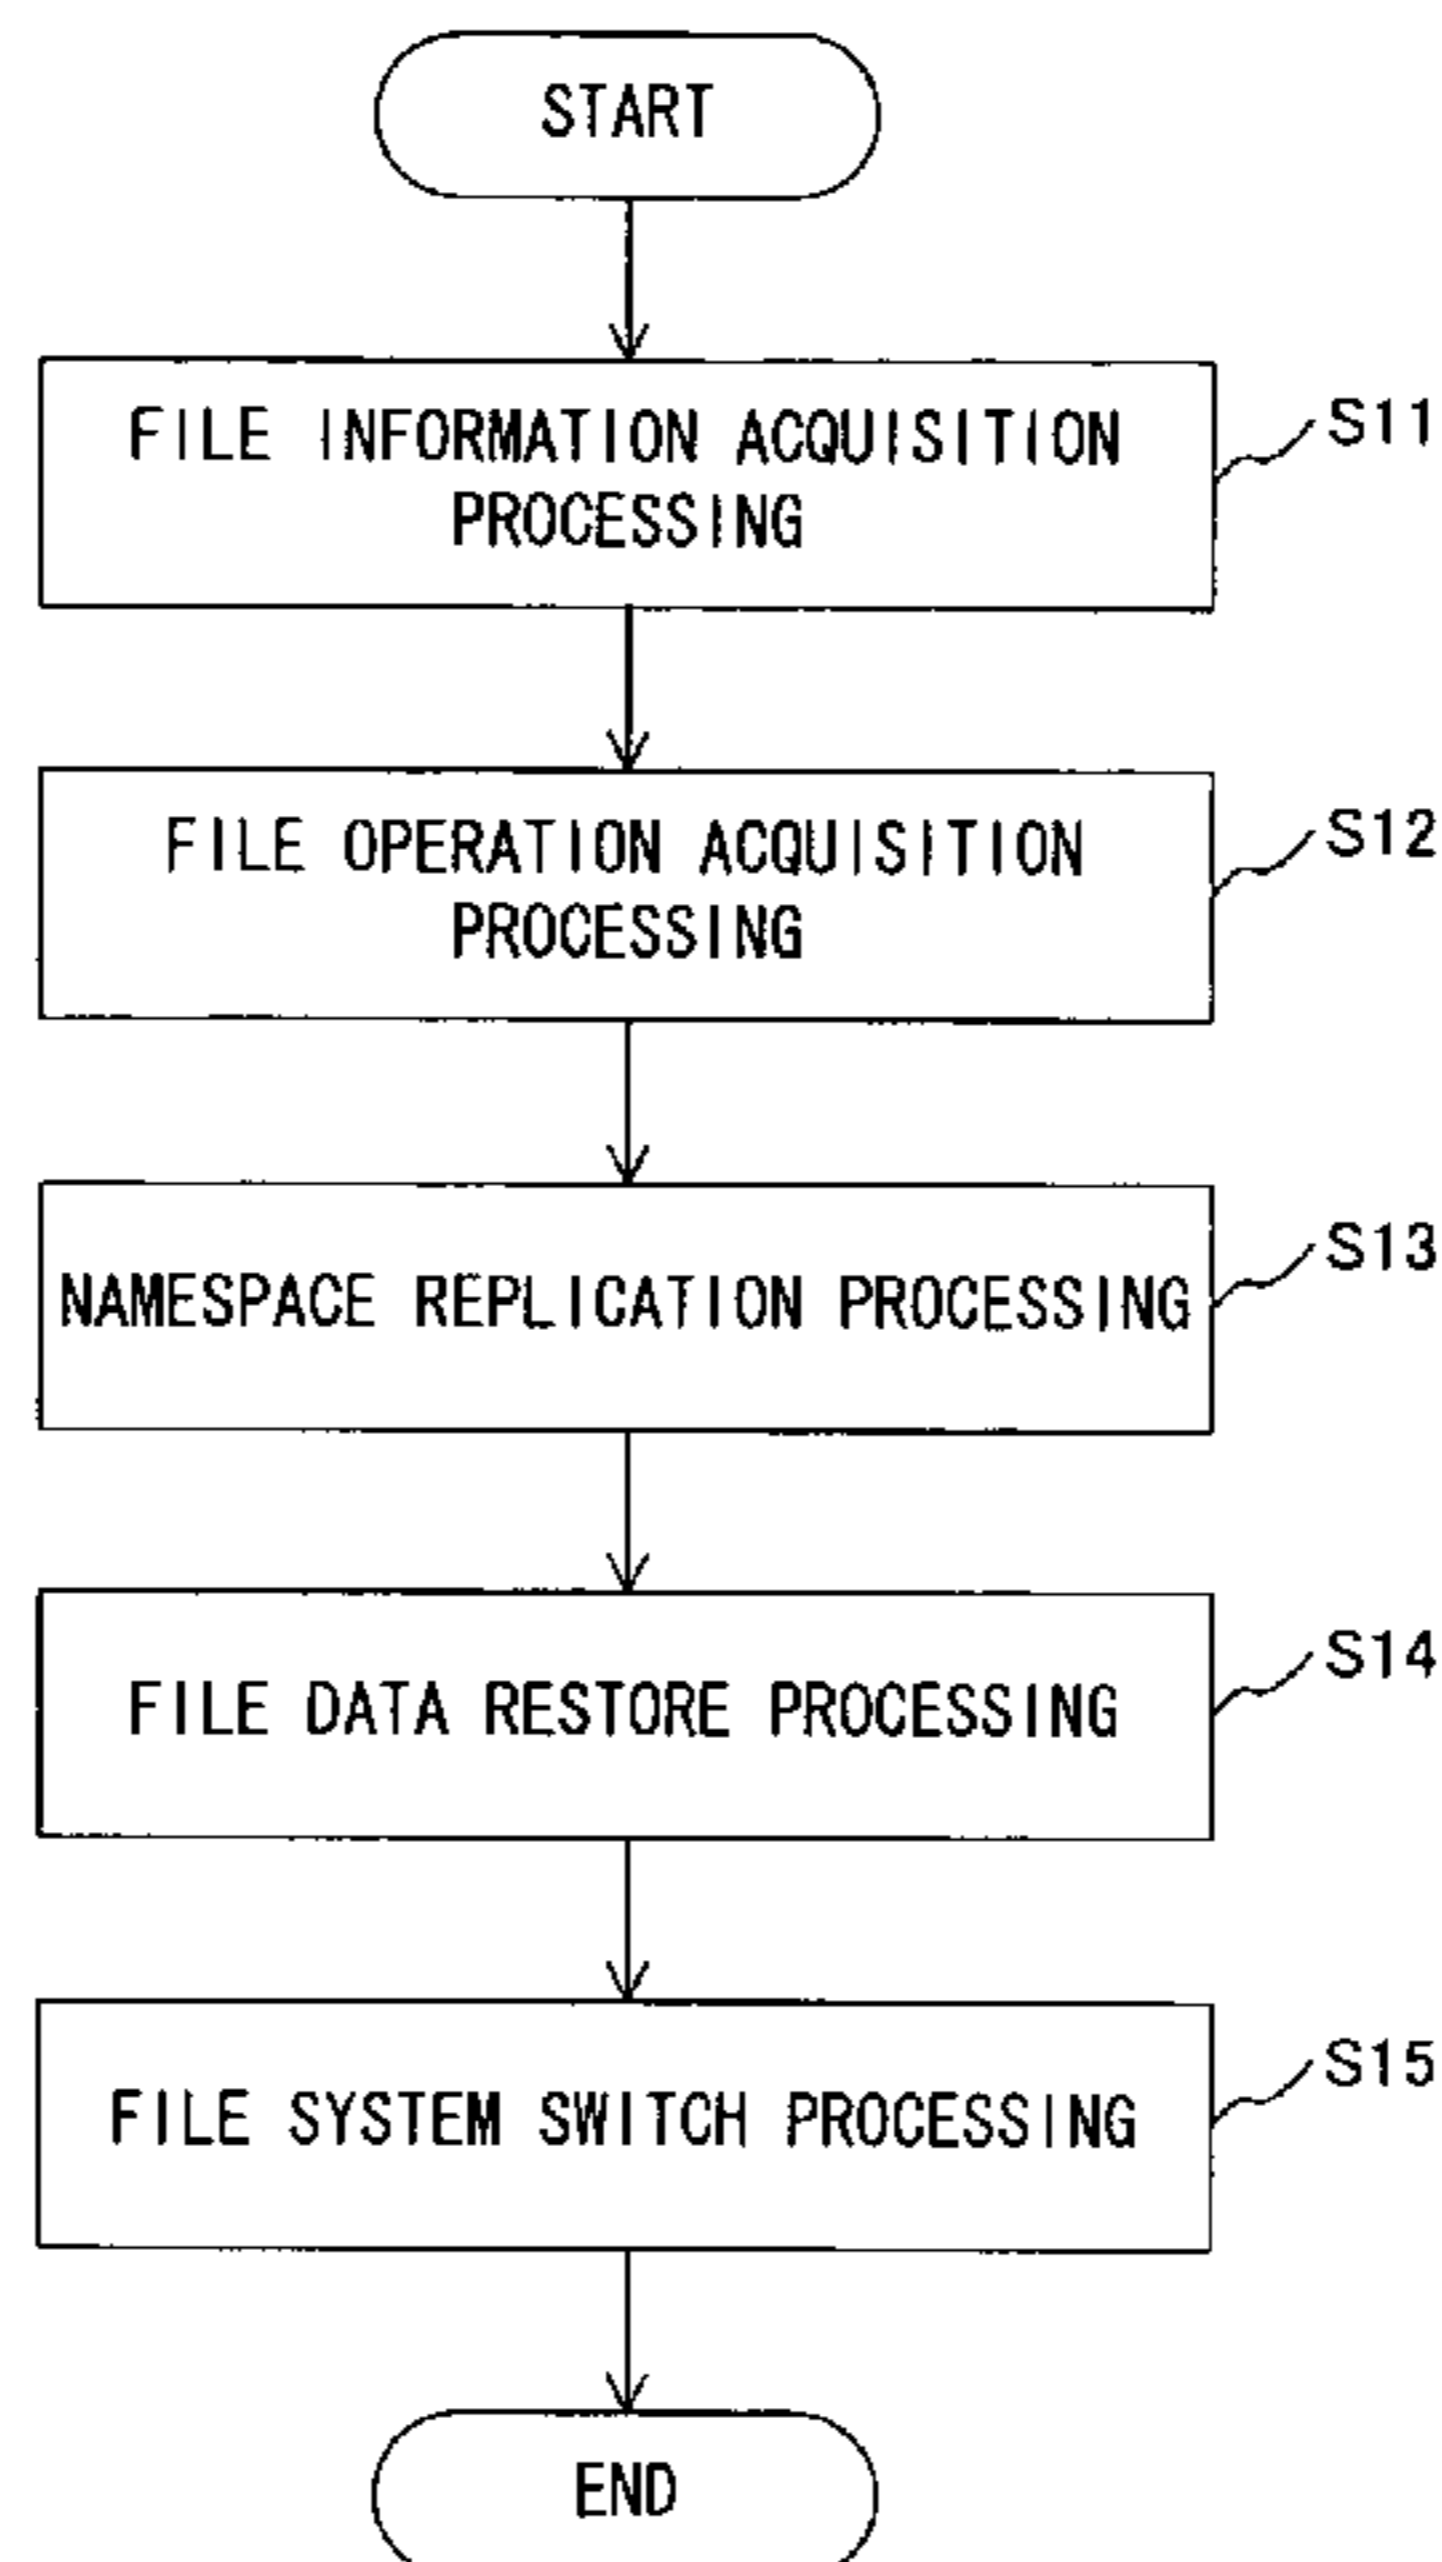 START
FILE INFORMATION ACQUISITION
PROCESSING
S11
FILE OPERATION ACQUISITION
PROCESSING
S12
NAMESPACE REPLICATION PROCESSING
S13
FILE DATA RESTORE PROCESSING
S14
FILE SYSTEM SWITCH PROCESSING
S15
END